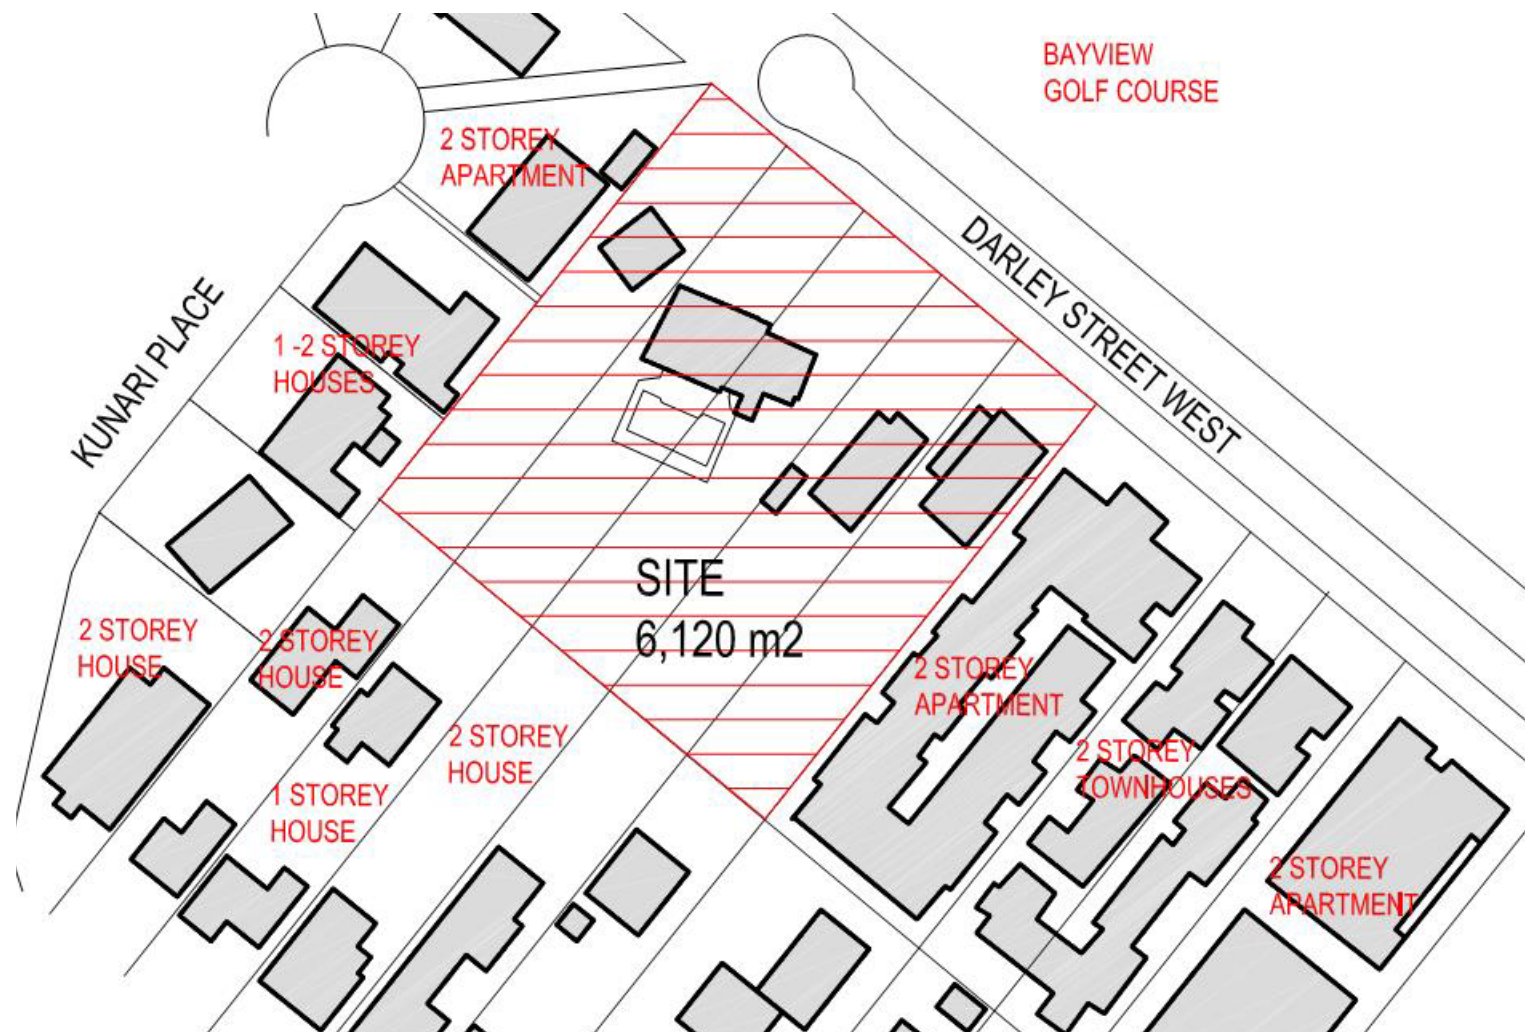 BAYVIEW
GOLF COURSE
2 STOREY
APARTMENT
DARLEY STREET WEST
KUNARI PLACE
1 -2 STOREY
HOUSES
SITE
6,120 m2
2 STOREY
HOUSE
2 STOREY
HOUSE
2 STOREY
APARTMENT
2 STOREY
HOUSE
2 STOREY
TOWNHOUSES
1 STOREY
HOUSE
2 STOREY
APARTMENT